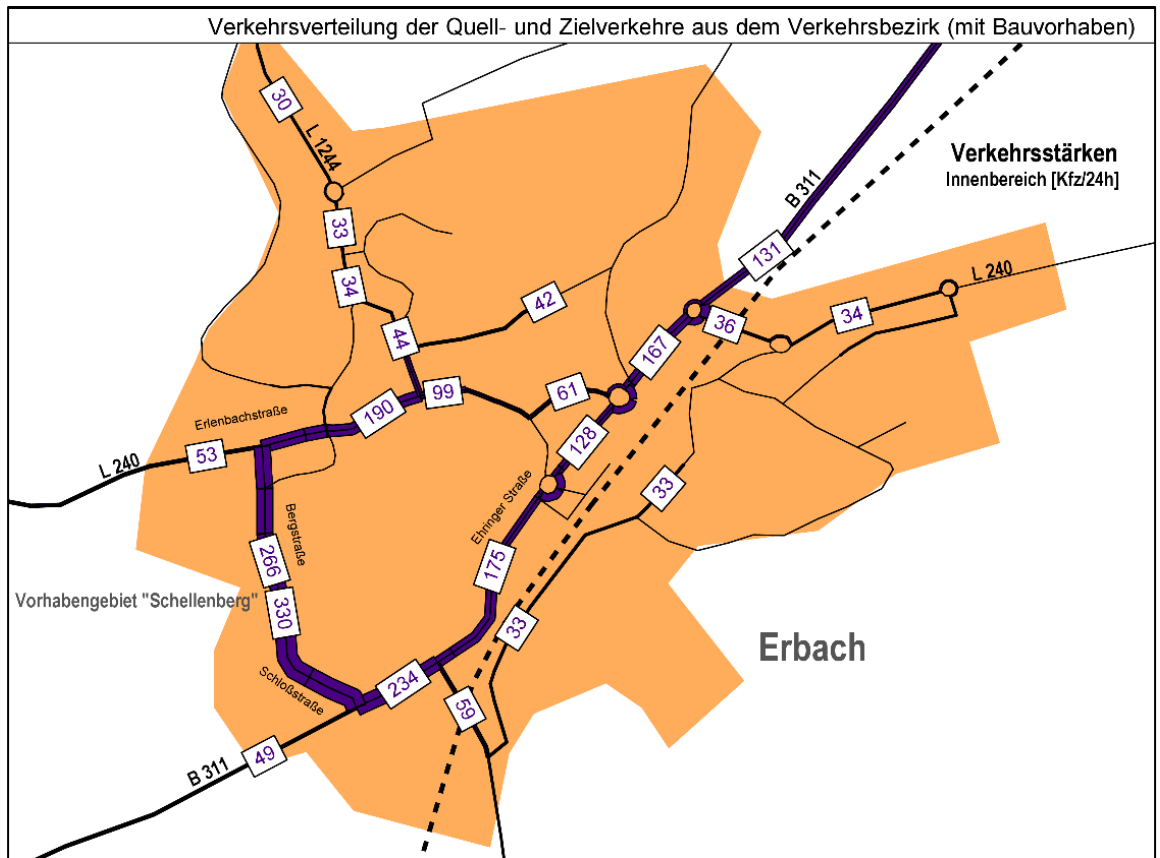 Verkehrsverteilung der Quell- und Zielverkehre aus dem Verkehrsbezirk (mit Bauvorhaben)
30
L 1244
Verkehrsstärken
Innenbereich [Kfz/24h]
B 311
33
131
L 240
34
42
36
34
44
167
99
61
190
Erlenbachstraße
53
L 240
128
33
Ehringer Straße
Bergstraße
266
175
Vorhabengebiet "Schellenberg"
330
33
Erbach
Schloßstraße
234
59
49
B 311